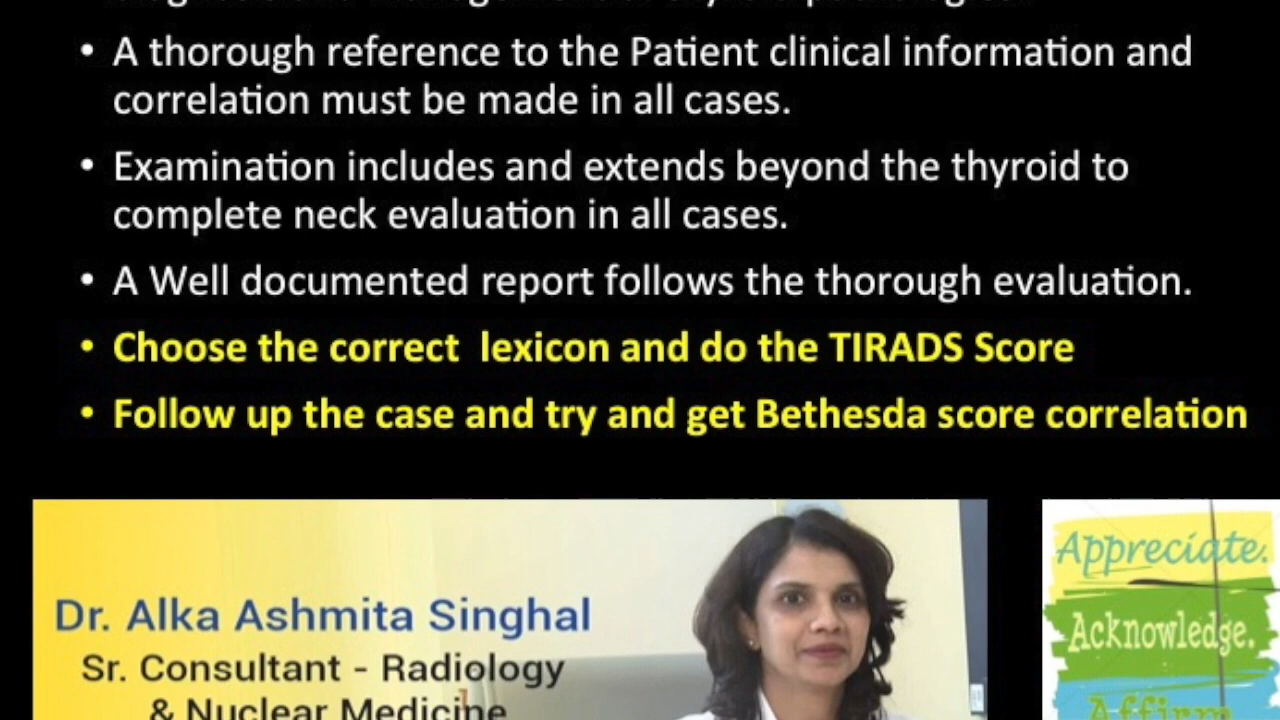 • A thorough reference to the Patient clinical information and
correlation must be made in all cases.
• Examination includes and extends beyond the thyroid to
complete neck evaluation in all cases.
• A Well documented report follows the thorough evaluation.
• Choose the correct lexicon and do the TIRADS Score
• Follow up the case and try and get Bethesda score correlation
Dr. Alka Ashmita Singhal
Sr. Consultant - Radiology
& Nuclear Medicine
Appreciate.
Acknowledge.
Affirm